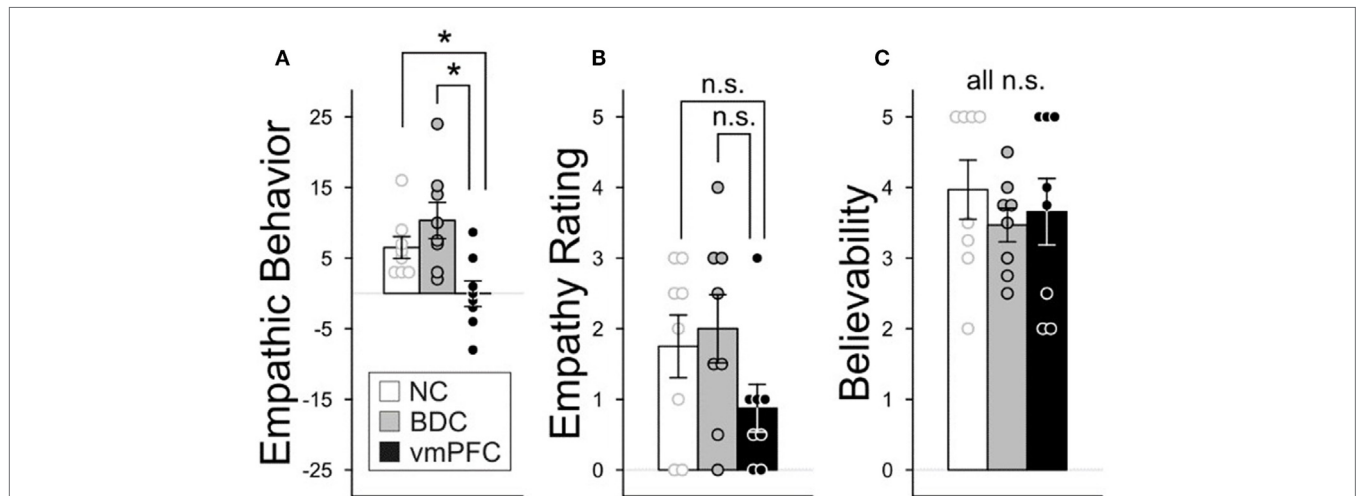 A
B
C
*
*
Empathic Behavior
25
15
5
-5
-15
-25
NC
BDC
vmPFC
n.s.
n.s.
Empathy Rating
5
4
3
2
1
0
all n.s.
Believability
5
4
3
2
1
0